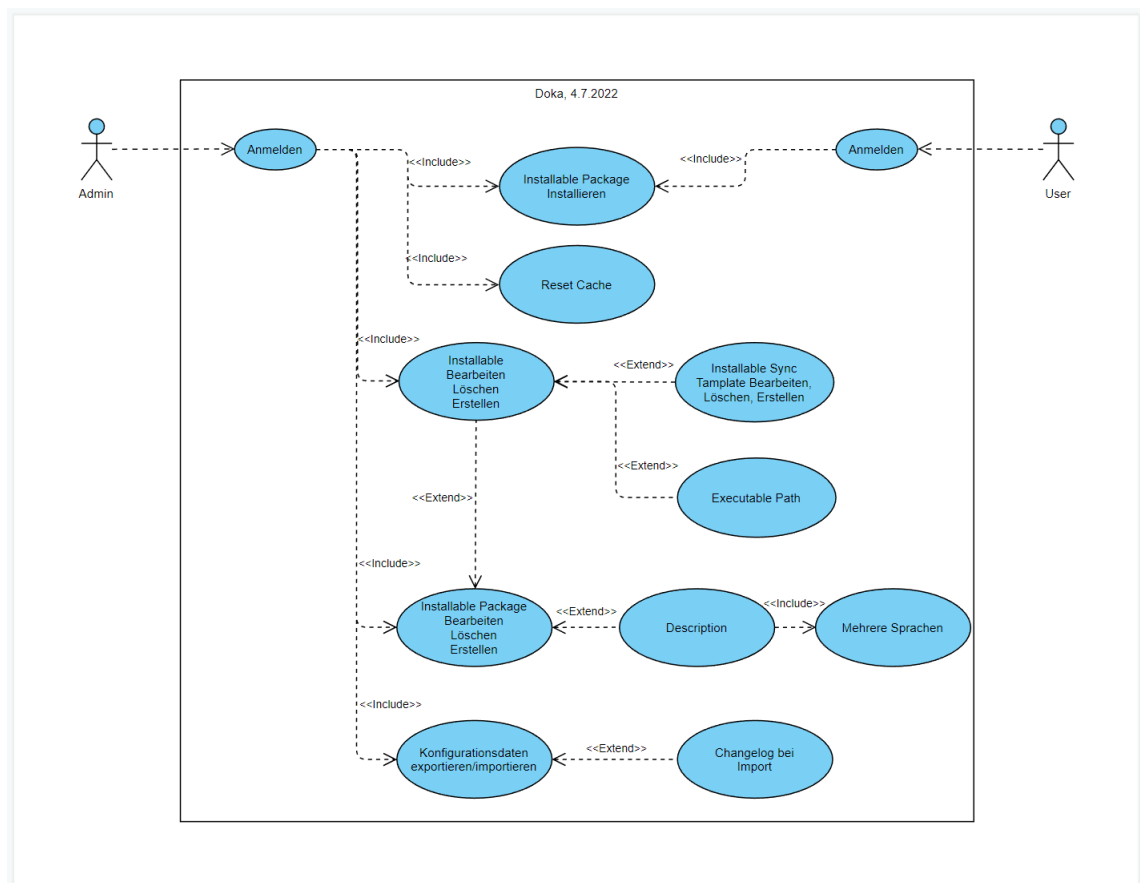 Doka, 4.7.2022
Admin
Anmelden
<<Include>>
Installable Package
Installieren
<<Include>>
Anmelden
User
<<Include>>
Reset Cache
<<Include>>
Installable
Bearbeiten
Löschen
Erstellen
<<Extend>>
Installable Sync
Tamplate Bearbeiten,
Löschen, Erstellen
<<Extend>>
Executable Path
<<Extend>>
<<Include>>
Installable Package
Bearbeiten
Löschen
Erstellen
<<Extend>>
Description
<<Include>>
Mehrere Sprachen
<<Include>>
Konfigurationsdaten
exportieren/importieren
<<Extend>>
Changelog bei
Import